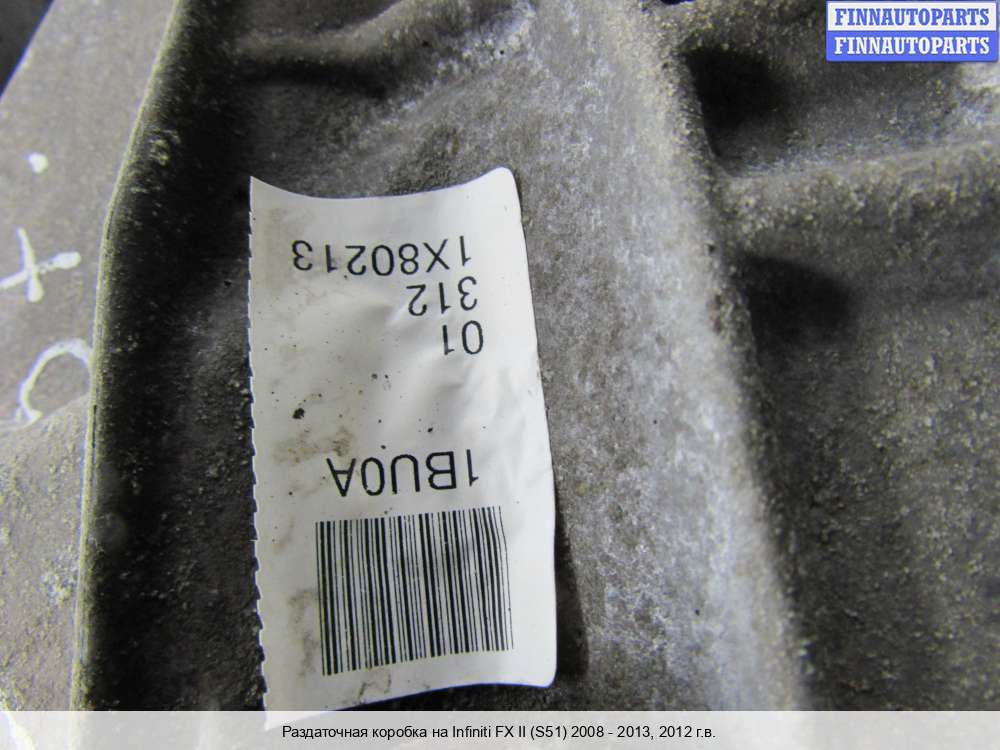 FINNAUTOPARTS
FINNAUTOPARTS
1BU0A
01
312
1X80213
Раздаточная коробка на Infiniti FX II (S51) 2008 - 2013, 2012 г.в.